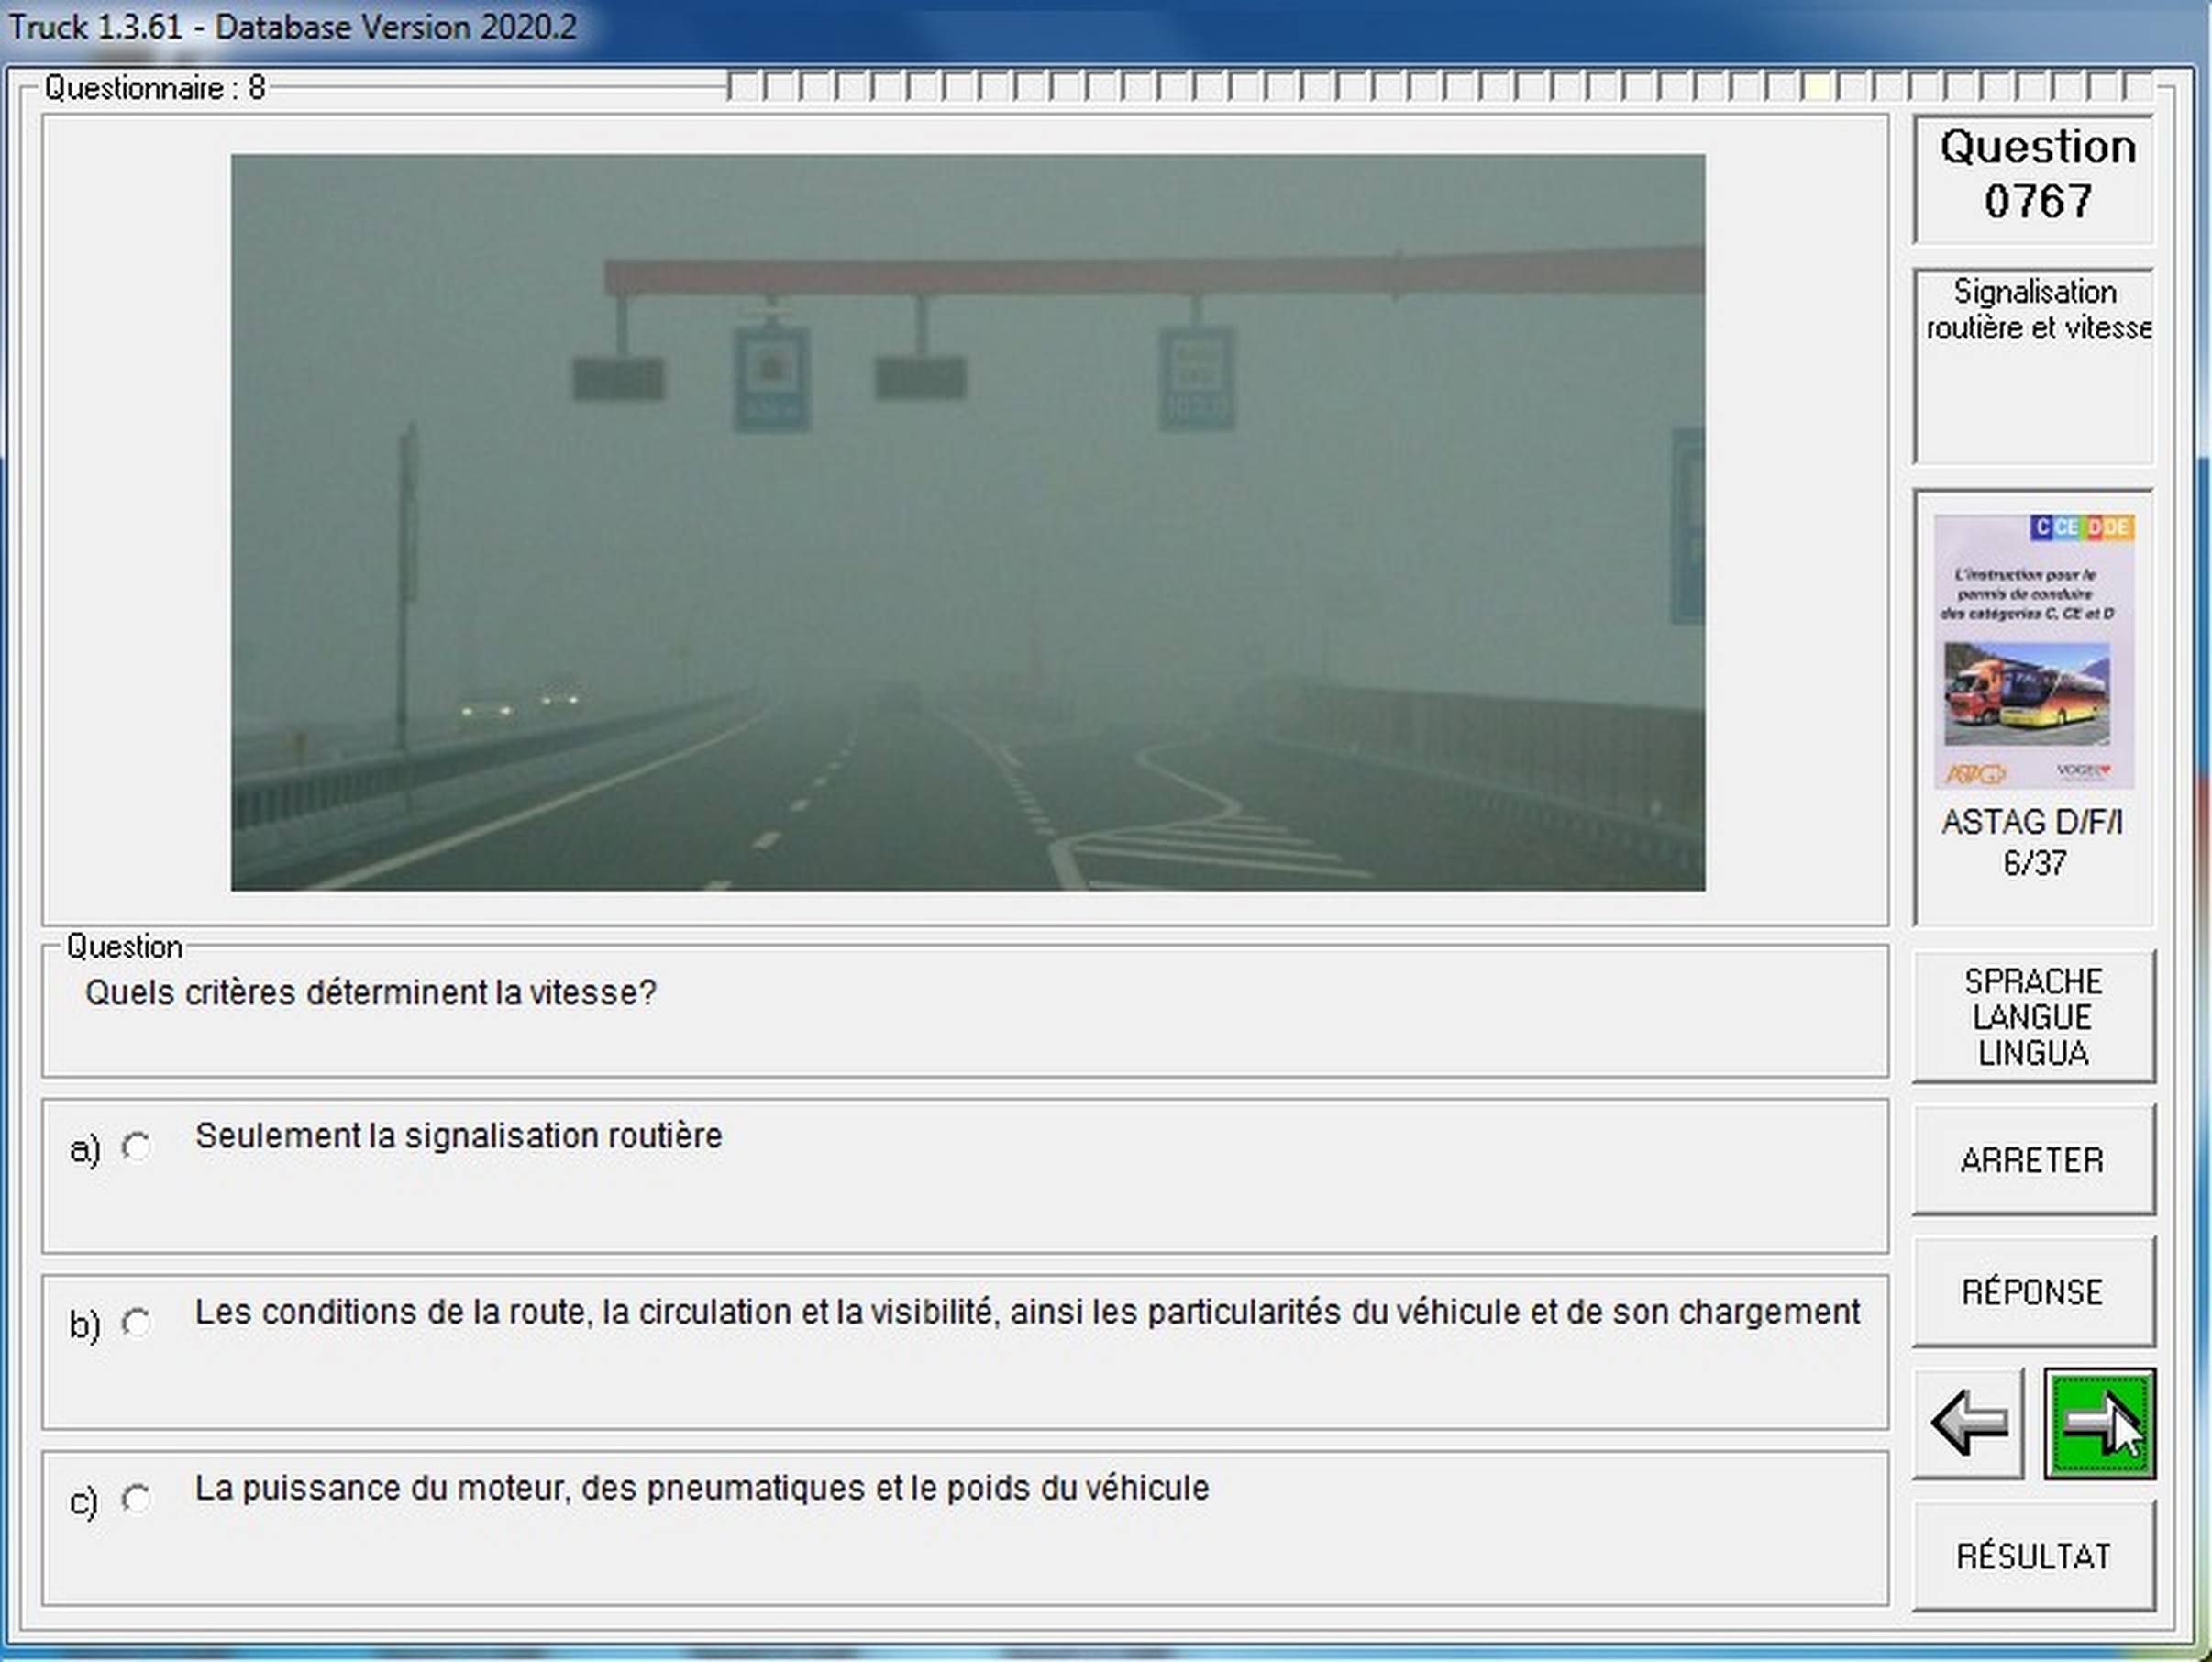 Truck 1.3.61 - Database Version 2020.2
Questionnaire : 8
Question
0767
Signalisation
routière et vitesse
C CE D DE
L'instruction pour le
permis de conduire
des catégories C, CE et D
ASTAG
VOGEL
ASTAG D/F/I
6/37
Question
Quels critères déterminent la vitesse?
a) Seulement la signalisation routière
b) Les conditions de la route, la circulation et la visibilité, ainsi les particularités du véhicule et de son chargement
c) La puissance du moteur, des pneumatiques et le poids du véhicule
SPRACHE
LANGUE
LINGUA
ARRETER
RÉPONSE
RÉSULTAT